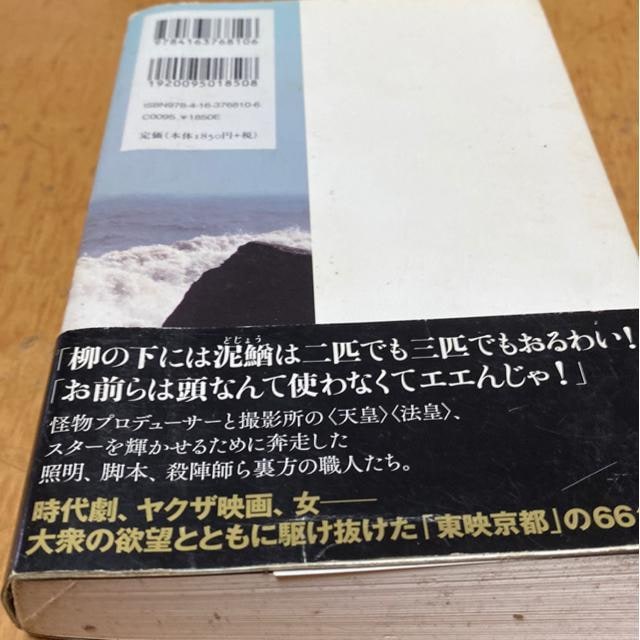 9784163768106
1920095018508
ISBN978-4-16-376810-6
C0095 ¥1850E
定価（本体1850円+税）
「柳の下には泥鰌は二匹でも三匹でもおるわい！
どじょう
「お前らは頭なんて使わなくてエエんじゃ！」
怪物プロデューサーと撮影所の〈天皇〉〈法皇〉、
スターを輝かせるために奔走した
照明、脚本、殺陣師ら裏方の職人たち。
時代劇、ヤクザ映画、女――
大衆の欲望とともに駆け抜けた「東映京都」の66